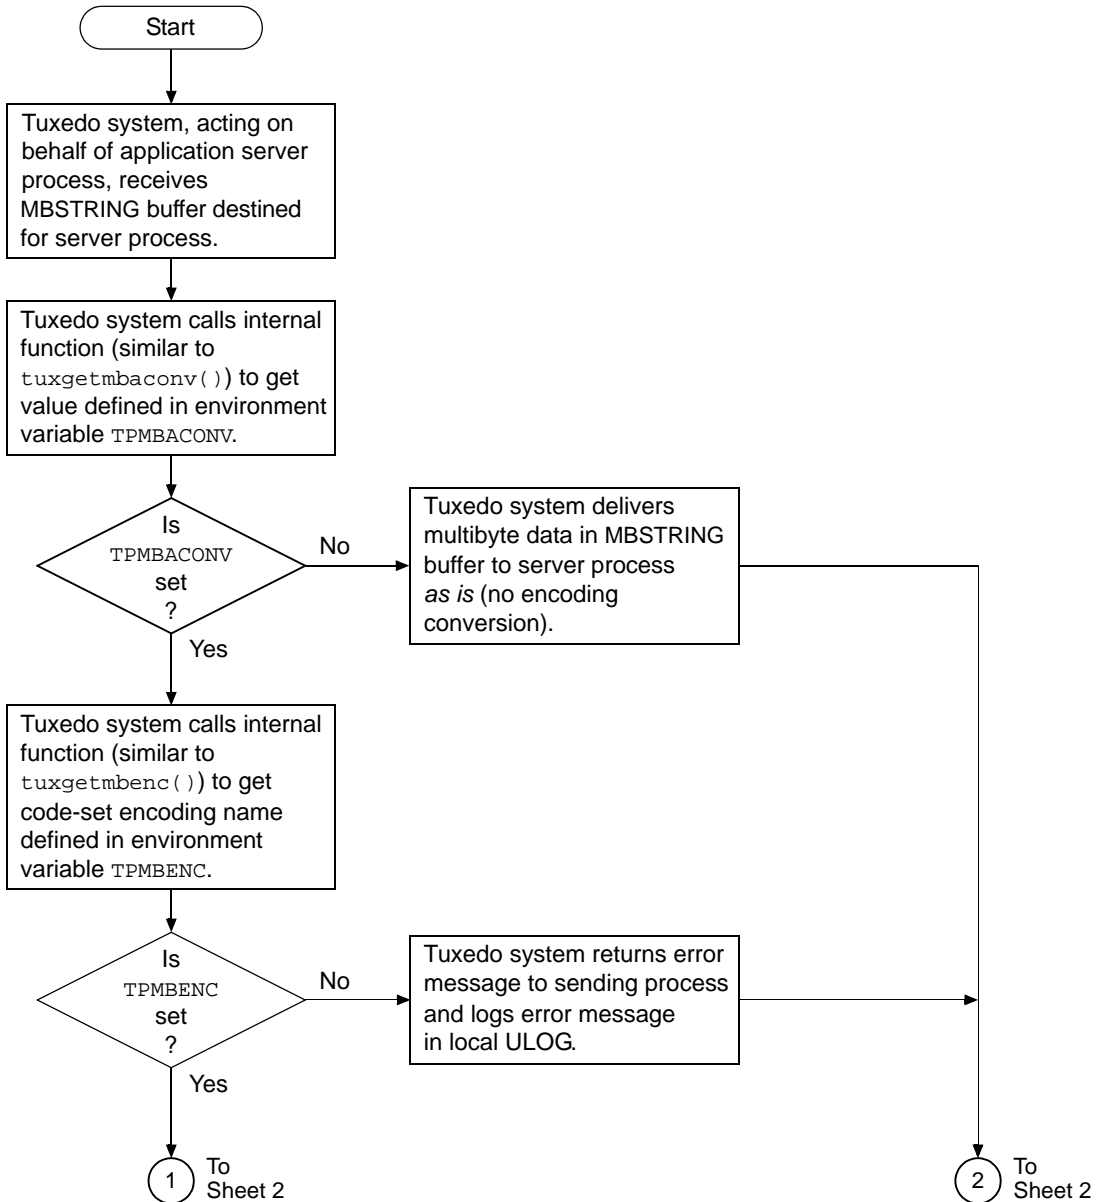 Start
Tuxedo system, acting on
behalf of application server
process, receives
MBSTRING buffer destined
for server process.
Tuxedo system calls internal
function (similar to
tuxgetmbaconv()) to get
value defined in environment
variable TPMBACONV.
Is
TPMBACONV
set
?
No
Tuxedo system delivers
multibyte data in MBSTRING
buffer to server process
as is (no encoding
conversion).
Yes
Tuxedo system calls internal
function (similar to
tuxgetmbenc()) to get
code-set encoding name
defined in environment
variable TPMBENC.
Is
TPMBENC
set
?
No
Tuxedo system returns error
message to sending process
and logs error message
in local ULOG.
Yes
1
To
Sheet 2
2
To
Sheet 2